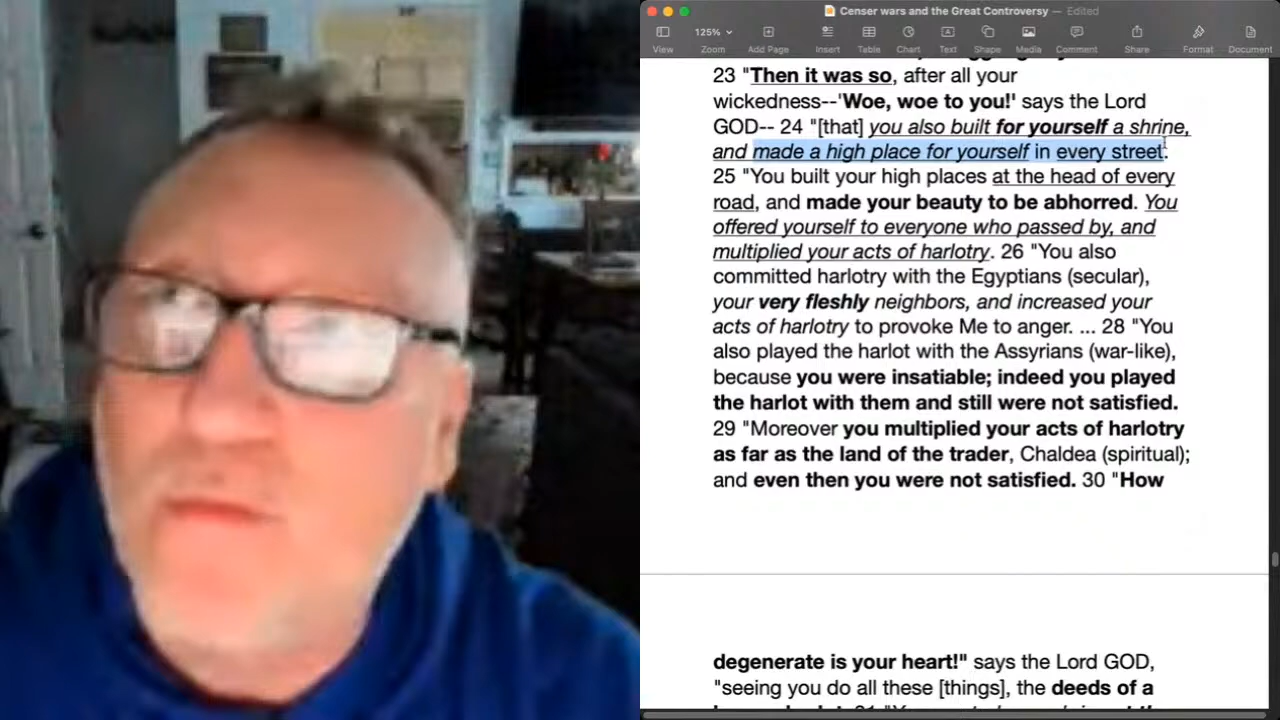 Censer wars and the Great Controversy — Edited
125%
View Zoom Add Page Insert Table Chart Text Shape Media Comment Share Format Document
23 "Then it was so, after all your
wickedness--'Woe, woe to you!' says the Lord
GOD-- 24 "[that] you also built for yourself a shrine,
and made a high place for yourself in every street.
25 "You built your high places at the head of every
road, and made your beauty to be abhorred. You
offered yourself to everyone who passed by, and
multiplied your acts of harlotry. 26 "You also
committed harlotry with the Egyptians (secular),
your very fleshly neighbors, and increased your
acts of harlotry to provoke Me to anger. ... 28 "You
also played the harlot with the Assyrians (war-like),
because you were insatiable; indeed you played
the harlot with them and still were not satisfied.
29 "Moreover you multiplied your acts of harlotry
as far as the land of the trader, Chaldea (spiritual);
and even then you were not satisfied. 30 "How
degenerate is your heart!" says the Lord GOD,
"seeing you do all these [things], the deeds of a